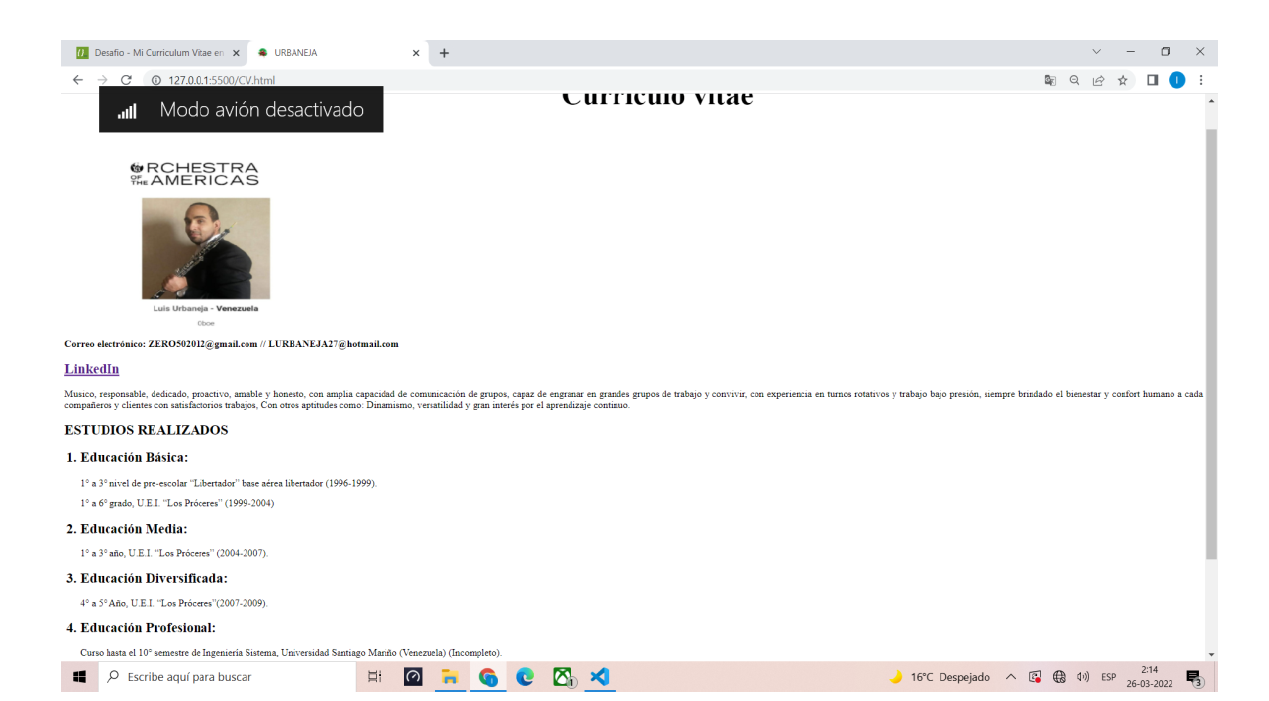 Desafío - Mi Curriculum Vitae en
URBANEJA
127.0.0.1:5500/CV.html
Modo avión desactivado
Curriculo vitae
ORCHESTRA
OF THE AMERICAS
Luis Urbaneja - Venezuela
Oboe
Correo electrónico: ZERO502012@gmail.com // LURBANEJA27@hotmail.com
LinkedIn
Musico, responsable, dedicado, proactivo, amable y honesto, con amplia capacidad de comunicación de grupos, capaz de engranar en grandes grupos de trabajo y convivir, con experiencia en turnos rotativos y trabajo bajo presión, siempre brindado el bienestar y confort humano a cada
compañeros y clientes con satisfactorios trabajos, Con otros aptitudes como: Dinamismo, versatilidad y gran interés por el aprendizaje continuo.
ESTUDIOS REALIZADOS
1. Educación Básica:
1° a 3° nivel de pre-escolar “Libertador” base aérea libertador (1996-1999).
1° a 6° grado, U.E.I. “Los Próceres” (1999-2004)
2. Educación Media:
1° a 3° año, U.E.I. “Los Próceres” (2004-2007).
3. Educación Diversificada:
4° a 5° Año, U.E.I. “Los Próceres”(2007-2009).
4. Educación Profesional:
Curso hasta el 10° semestre de Ingeniería Sistema, Universidad Santiago Mariño (Venezuela) (Incompleto).
Escribe aquí para buscar
16°C Despejado
ESP
2:14
26-03-2022
3